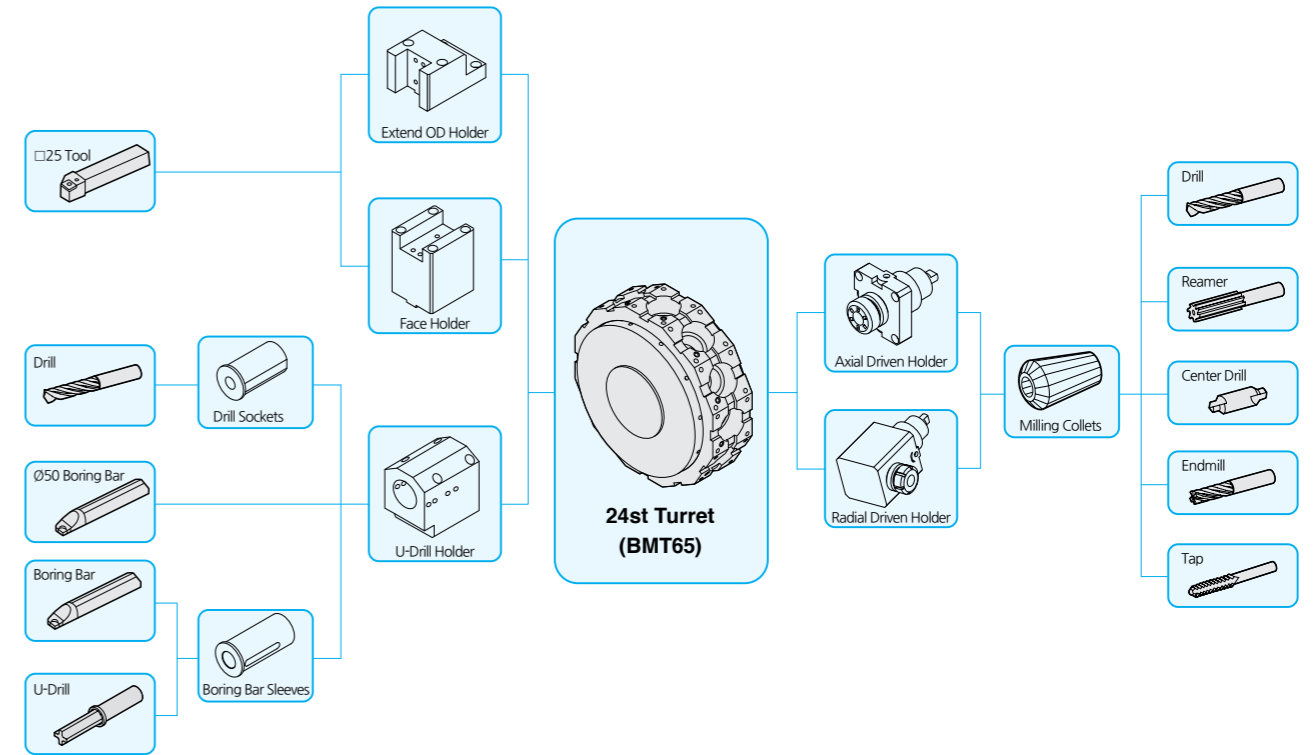 Extend OD Holder
□25 Tool
Face Holder
Drill
Drill Sockets
Ø50 Boring Bar
U-Drill Holder
Boring Bar
Boring Bar Sleeves
U-Drill
24st Turret
(BMT65)
Axial Driven Holder
Radial Driven Holder
Milling Collets
Drill
Reamer
Center Drill
Endmill
Tap